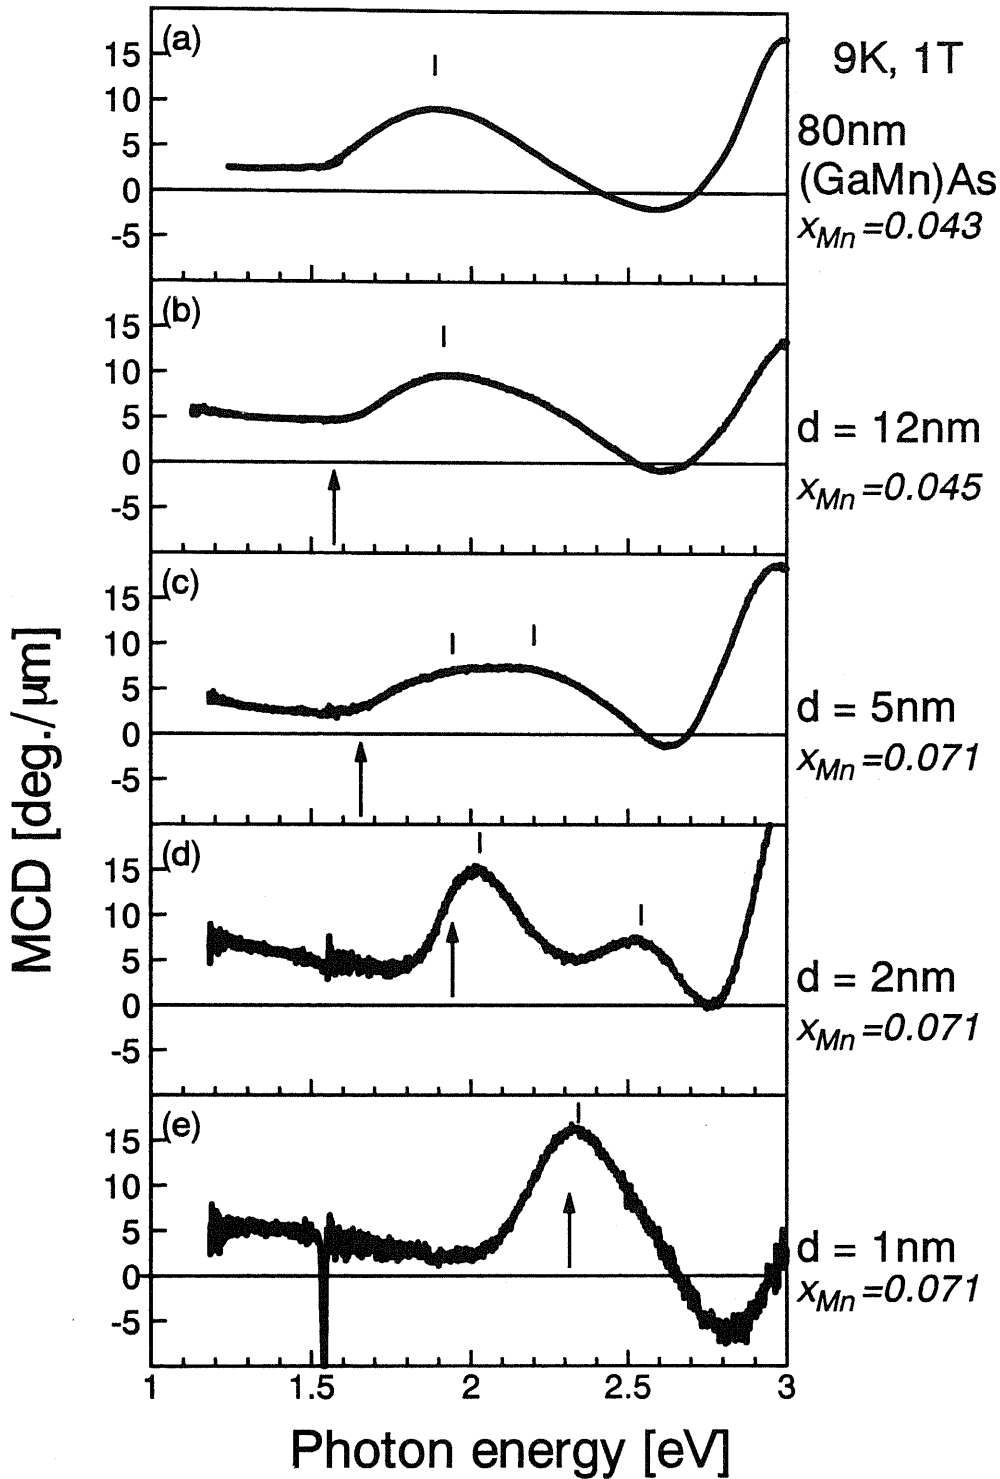 (a)
15
10
5
0
-5
9K, 1T
80nm
(GaMn)As
xMn=0.043
(b)
15
10
5
0
-5
d = 12nm
xMn=0.045
(c)
15
10
5
0
-5
d = 5nm
xMn=0.071
(d)
15
10
5
0
-5
d = 2nm
xMn=0.071
(e)
15
10
5
0
-5
d = 1nm
xMn=0.071
MCD [deg./μm]
1 1.5 2 2.5 3
Photon energy [eV]